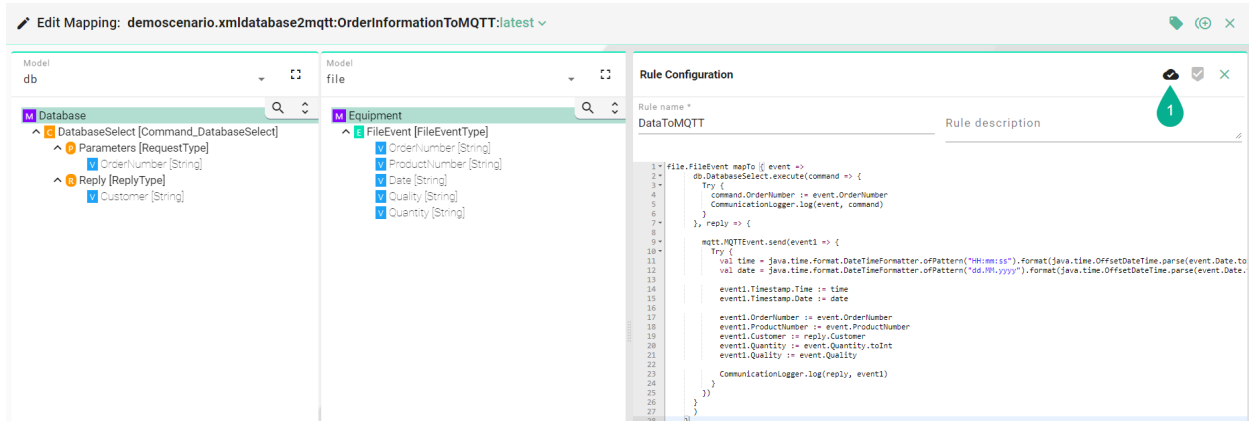 Edit Mapping: demoscenario.xmldatabase2mqtt:OrderInformationToMQTT:latest
Model
db
M Database
C DatabaseSelect [Command_DatabaseSelect]
P Parameters [RequestType]
V OrderNumber [String]
R Reply [ReplyType]
V Customer [String]
Model
file
M Equipment
E FileEvent [FileEventType]
V OrderNumber [String]
V ProductNumber [String]
V Date [String]
V Quality [String]
V Quantity [String]
Rule Configuration
1
Rule name *
DataToMQTT
Rule description
1 file.FileEvent mapTo { event =>
2 db.DatabaseSelect.execute(command => {
3 Try {
4 command.OrderNumber := event.OrderNumber
5 CommunicationLogger.log(event, command)
6 }
7 }, reply => {
8
9 mqtt.MQTTEvent.send(event1 => {
10 Try {
11 val time = java.time.format.DateTimeFormatter.ofPattern("HH:mm:ss").format(java.time.OffsetDateTime.parse(event.Date.to
12 val date = java.time.format.DateTimeFormatter.ofPattern("dd.MM.yyyy").format(java.time.OffsetDateTime.parse(event.Date.
13
14 event1.Timestamp.Time := time
15 event1.Timestamp.Date := date
16
17 event1.OrderNumber := event.OrderNumber
18 event1.ProductNumber := event.ProductNumber
19 event1.Customer := reply.Customer
20 event1.Quantity := event.Quantity.toInt
21 event1.Quality := event.Quality
22
23 CommunicationLogger.log(reply, event1)
24 }
25 })
26 }
27 )
28 }